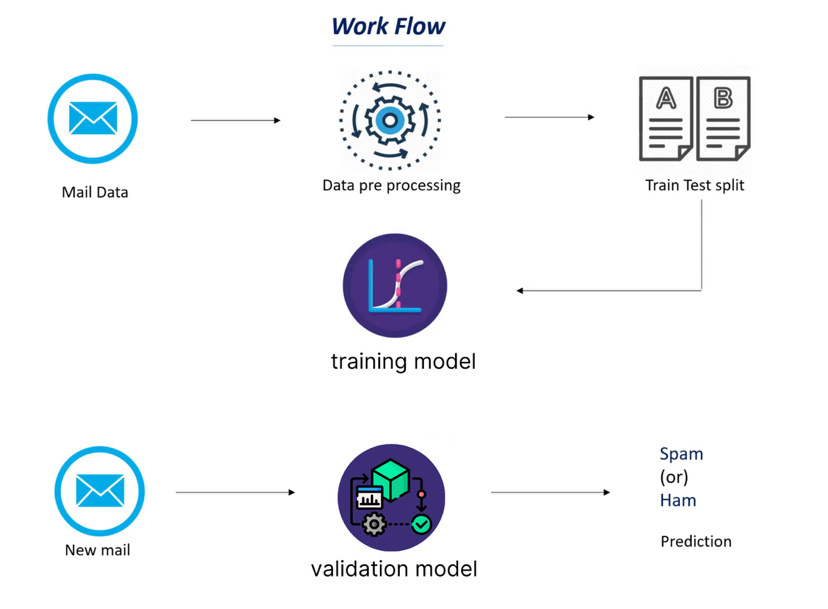 Work Flow
A
B
Mail Data
Data pre processing
Train Test split
training model
Spam
(or)
Ham
New mail
Prediction
validation model